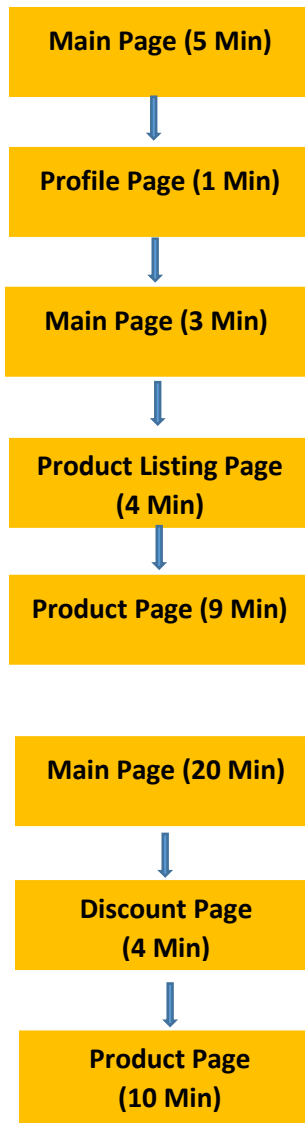 Main Page (5 Min)
Profile Page (1 Min)
Main Page (3 Min)
Product Listing Page
(4 Min)
Product Page (9 Min)
Main Page (20 Min)
Discount Page
(4 Min)
Product Page
(10 Min)